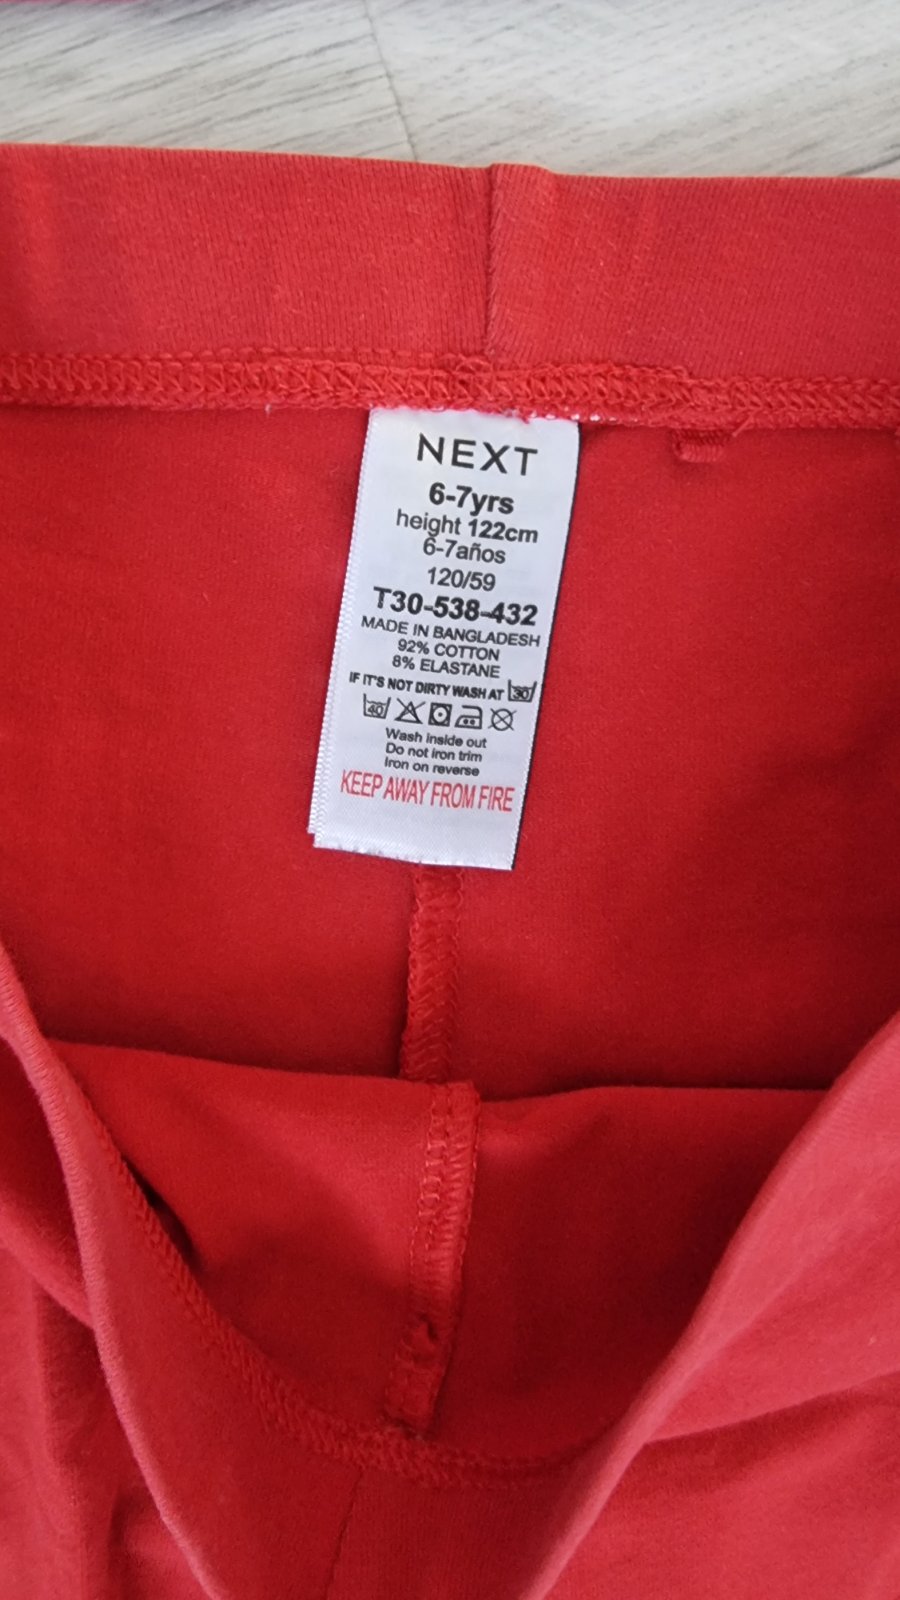 NEXT
6-7yrs
height 122cm
6-7años
120/59
T30-538-432
MADE IN BANGLADESH
92% COTTON
8% ELASTANE
IF IT'S NOT DIRTY WASH AT 30
40
Wash inside out
Do not iron trim
Iron on reverse
KEEP AWAY FROM FIRE